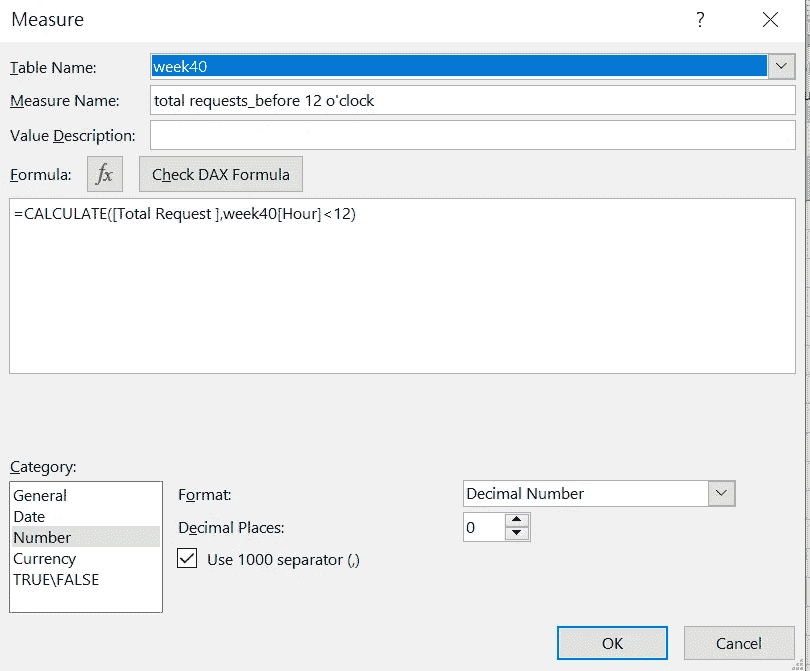 Measure ?
Table Name: week40
Measure Name: total requests_before 12 o'clock
Value Description:
Formula: fx Check DAX Formula
=CALCULATE([Total Request ],week40[Hour]<12)
Category:
General
Date
Number
Currency
TRUE\FALSE
Format: Decimal Number
Decimal Places: 0
Use 1000 separator (,)
OK Cancel